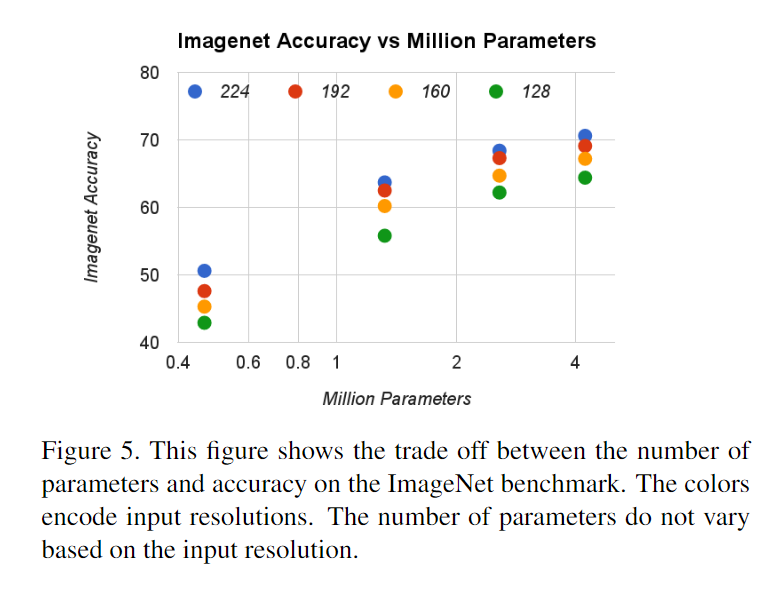 Imagenet Accuracy vs Million Parameters
80
224 192 160 128
70
Imagenet Accuracy
60
50
40
0.4 0.6 0.8 1 2 4
Million Parameters
Figure 5. This figure shows the trade off between the number of
parameters and accuracy on the ImageNet benchmark. The colors
encode input resolutions. The number of parameters do not vary
based on the input resolution.